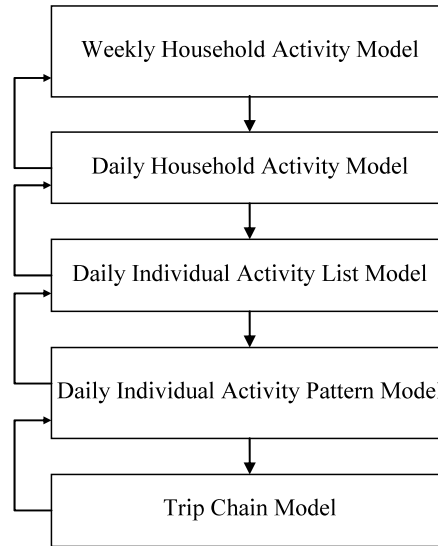 Weekly Household Activity Model
Daily Household Activity Model
Daily Individual Activity List Model
Daily Individual Activity Pattern Model
Trip Chain Model